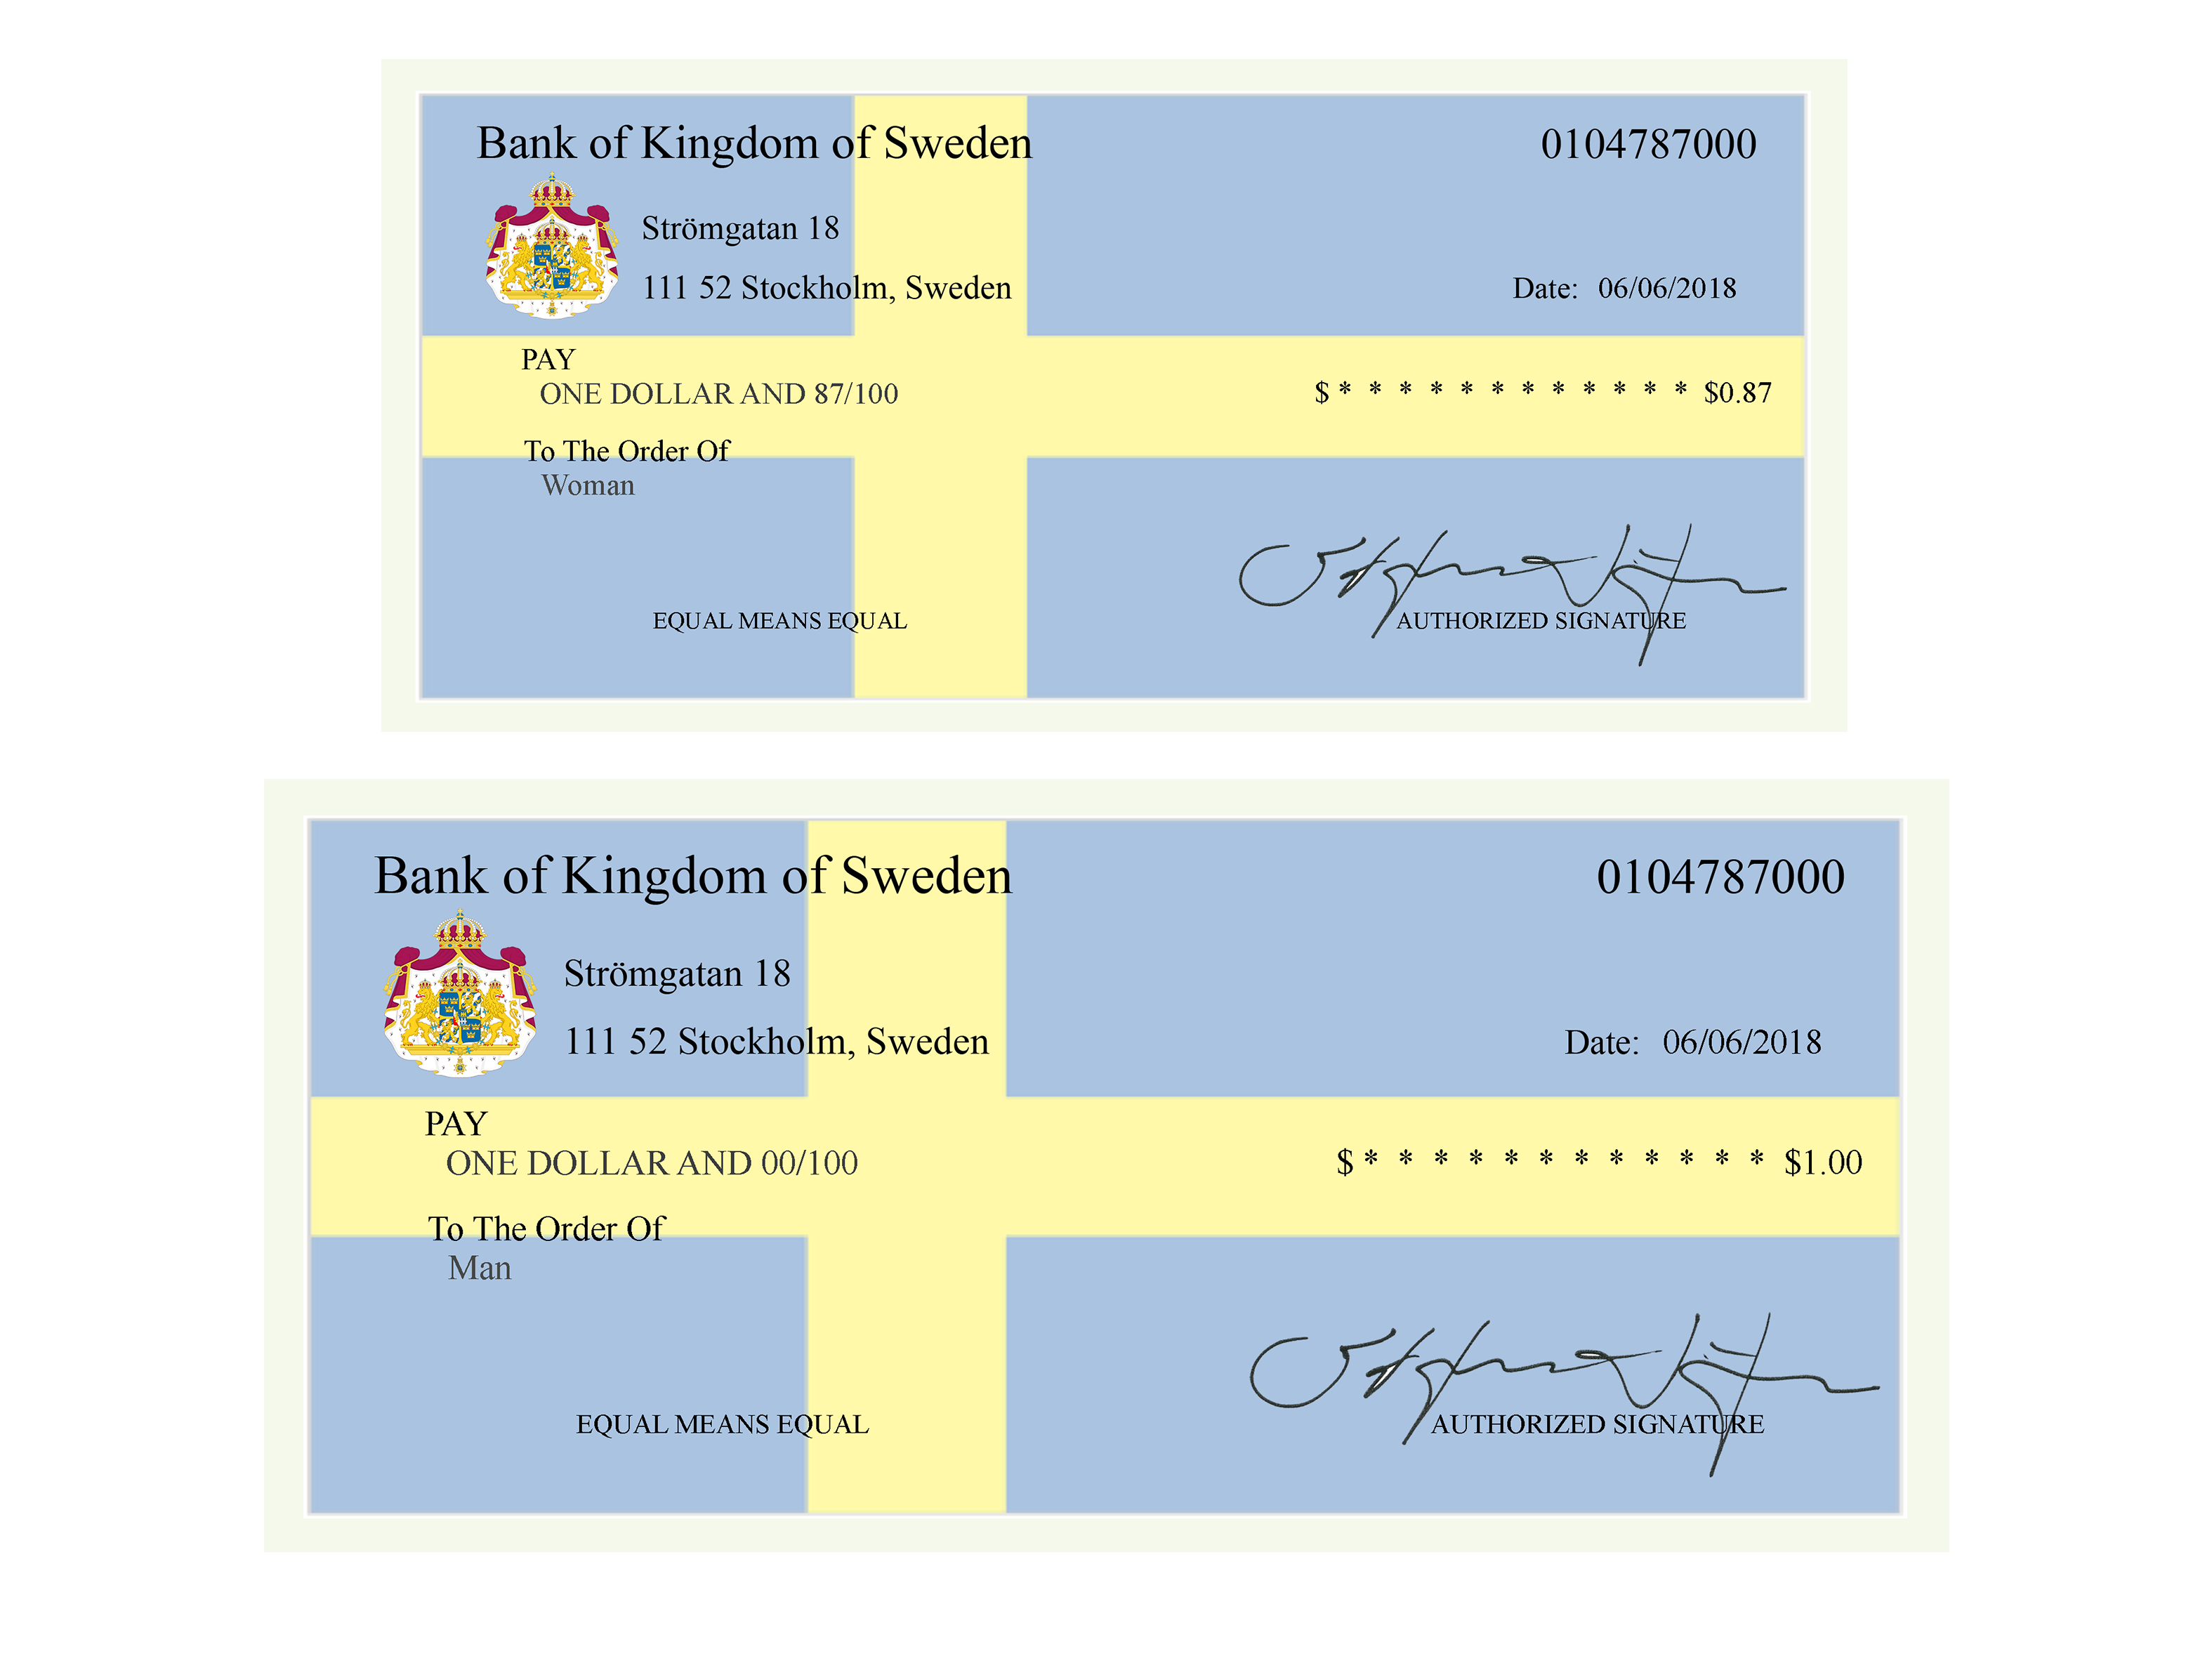 Bank of Kingdom of Sweden 0104787000
Strömgatan 18
111 52 Stockholm, Sweden Date: 06/06/2018
PAY
ONE DOLLAR AND 87/100 $ * * * * * * * * * * * * $0.87
To The Order Of
Woman
EQUAL MEANS EQUAL AUTHORIZED SIGNATURE
Bank of Kingdom of Sweden 0104787000
Strömgatan 18
111 52 Stockholm, Sweden Date: 06/06/2018
PAY
ONE DOLLAR AND 00/100 $ * * * * * * * * * * * * $1.00
To The Order Of
Man
EQUAL MEANS EQUAL AUTHORIZED SIGNATURE